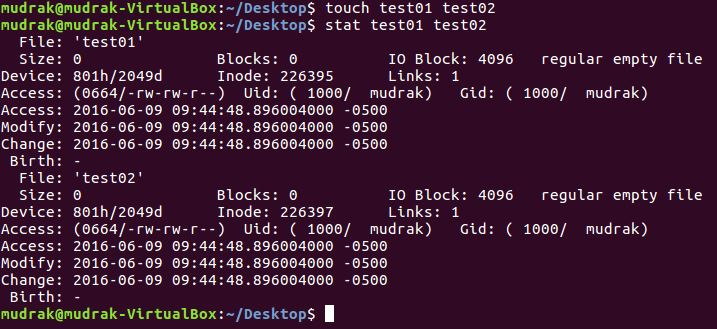 mudrak@mudrak-VirtualBox:~/Desktop$ touch test01 test02
mudrak@mudrak-VirtualBox:~/Desktop$ stat test01 test02
  File: 'test01'
  Size: 0               Blocks: 0          IO Block: 4096   regular empty file
Device: 801h/2049d      Inode: 226395      Links: 1
Access: (0664/-rw-rw-r--)  Uid: ( 1000/  mudrak)   Gid: ( 1000/  mudrak)
Access: 2016-06-09 09:44:48.896004000 -0500
Modify: 2016-06-09 09:44:48.896004000 -0500
Change: 2016-06-09 09:44:48.896004000 -0500
 Birth: -
  File: 'test02'
  Size: 0               Blocks: 0          IO Block: 4096   regular empty file
Device: 801h/2049d      Inode: 226397      Links: 1
Access: (0664/-rw-rw-r--)  Uid: ( 1000/  mudrak)   Gid: ( 1000/  mudrak)
Access: 2016-06-09 09:44:48.896004000 -0500
Modify: 2016-06-09 09:44:48.896004000 -0500
Change: 2016-06-09 09:44:48.896004000 -0500
 Birth: -
mudrak@mudrak-VirtualBox:~/Desktop$